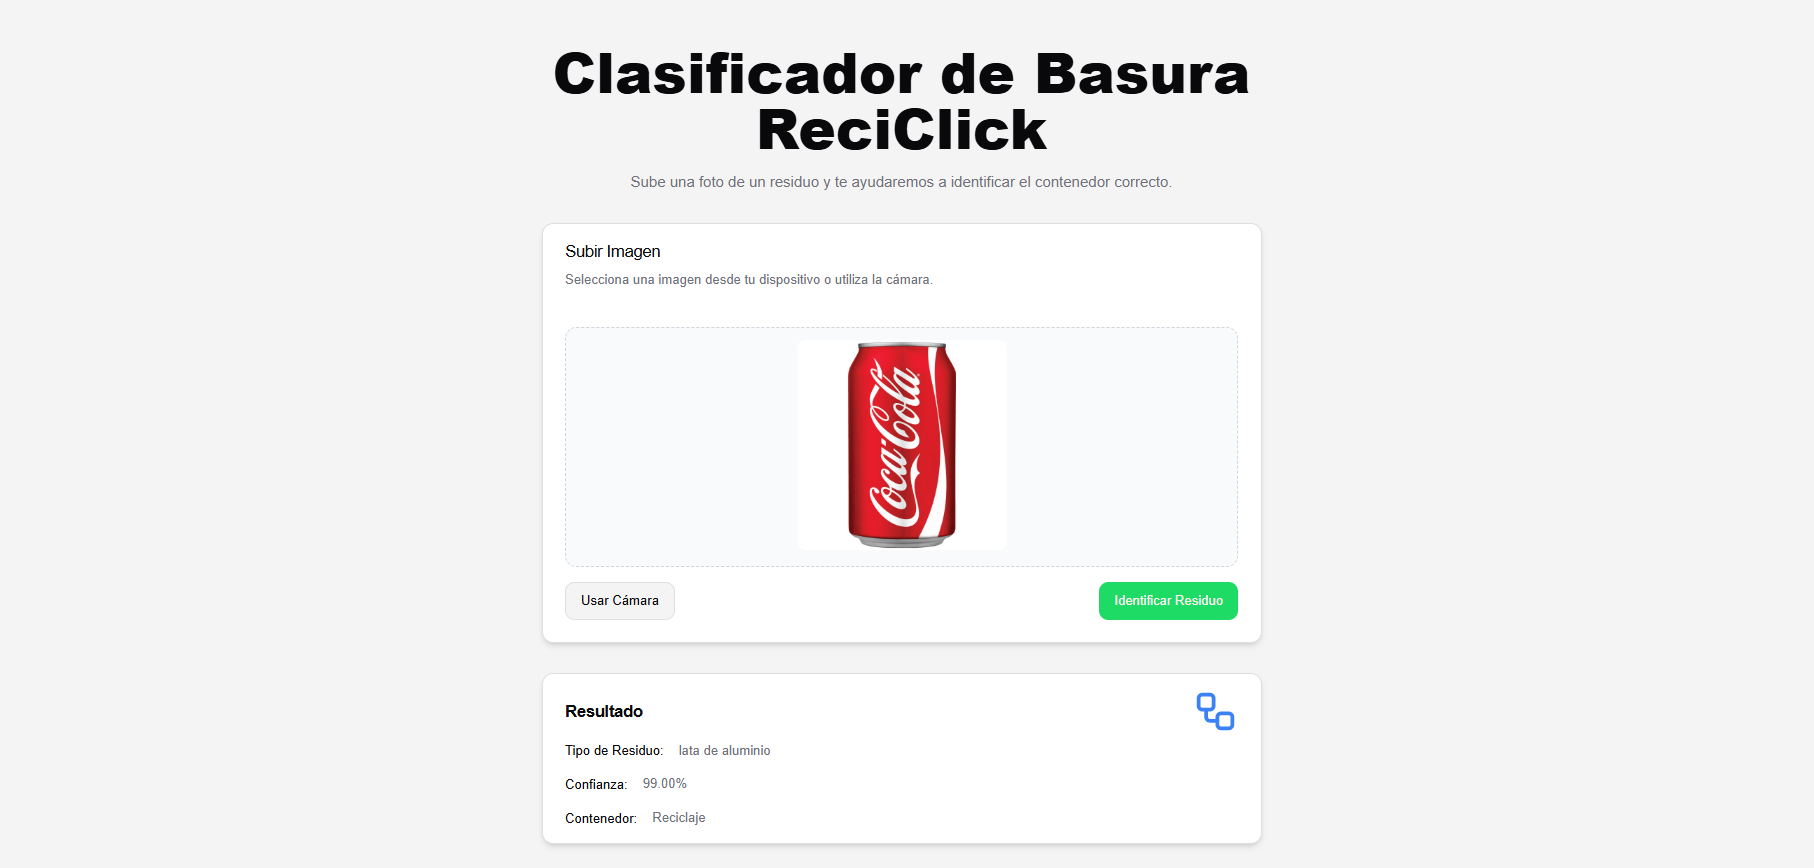 Clasificador de Basura
ReciClick
Sube una foto de un residuo y te ayudaremos a identificar el contenedor correcto.
Subir Imagen
Selecciona una imagen desde tu dispositivo o utiliza la cámara.
Coca-Cola
Usar Cámara
Identificar Residuo
Resultado
Tipo de Residuo: lata de aluminio
Confianza: 99.00%
Contenedor: Reciclaje